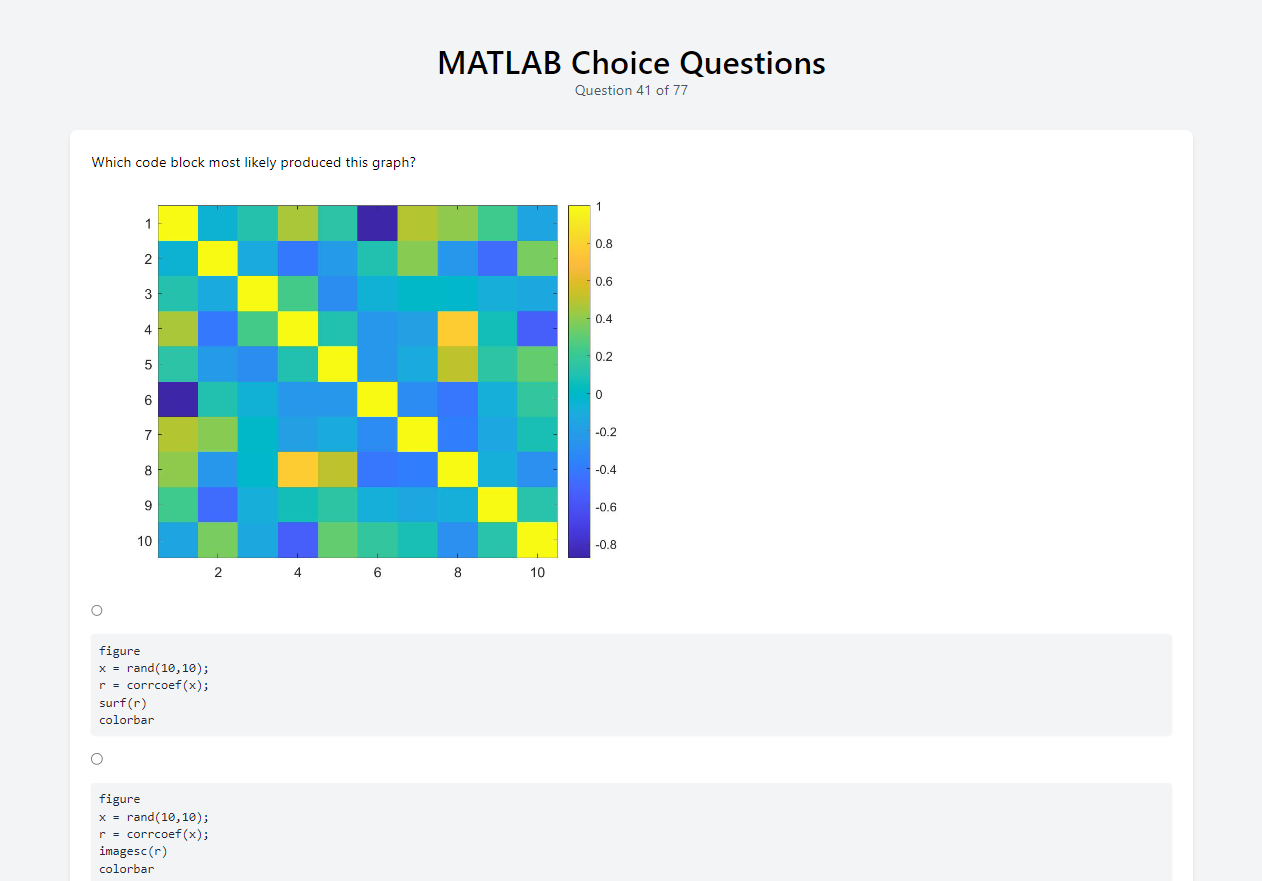 MATLAB Choice Questions
Question 41 of 77
Which code block most likely produced this graph?
1
2
3
4
5
6
7
8
9
10
2 4 6 8 10
1
0.8
0.6
0.4
0.2
0
-0.2
-0.4
-0.6
-0.8
figure
x = rand(10,10);
r = corrcoef(x);
surf(r)
colorbar
figure
x = rand(10,10);
r = corrcoef(x);
imagesc(r)
colorbar